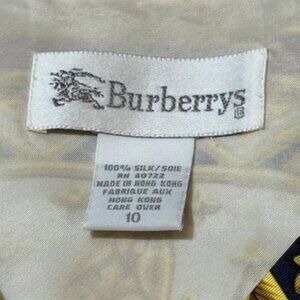 Burberrys
100% SILK/SOIE
RN 60722
MADE IN HONG KONG
FABRIQUE AUX
HONG KONG
CARE OVER
10